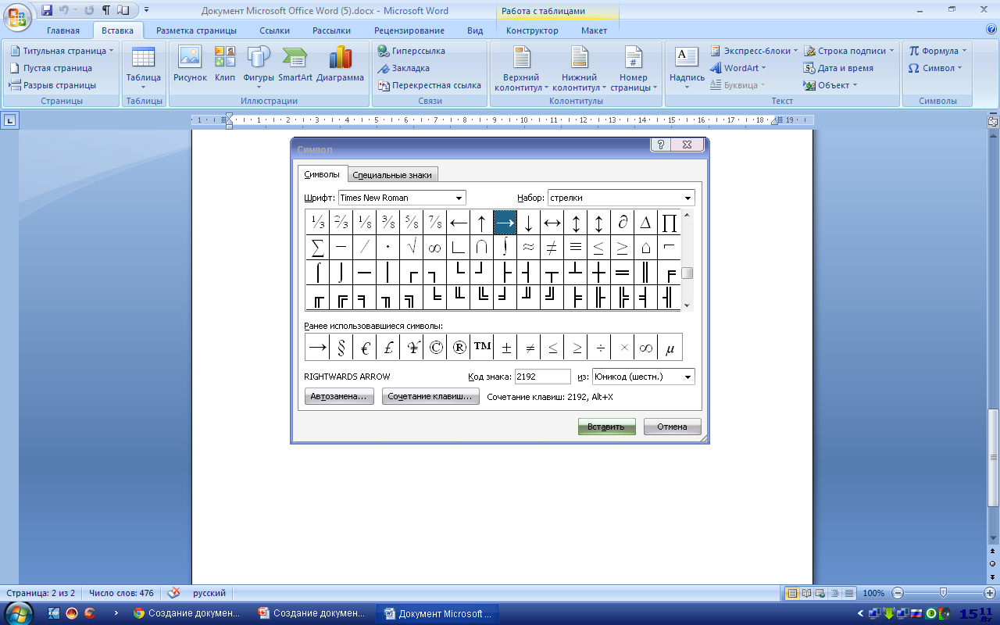 Документ Microsoft Office Word (5).docx - Microsoft Word
Работа с таблицами
Главная Вставка Разметка страницы Ссылки Рассылки Рецензирование Вид Конструктор Макет
Титульная страница
Пустая страница
Разрыв страницы
Страницы
Таблица
Таблицы
Рисунок Клип Фигуры SmartArt Диаграмма
Иллюстрации
Гиперссылка
Закладка
Перекрестная ссылка
Связи
Верхний колонтитул
Нижний колонтитул
Номер страницы
Колонтитулы
Надпись
Экспресс-блоки
WordArt
Буквица
Строка подписи
Дата и время
Объект
Текст
π Формула
Ω Символ
Символы
1 1 2 3 4 5 6 7 8 9 10 11 12 13 14 15 16 17 18 19
Символ
Символы Специальные знаки
Шрифт: Times New Roman Набор: стрелки
⅓ ⅔ ⅛ ⅜ ⅝ ⅞ ← ↑ → ↓ ↔ ↕ ↨ ∂ ∆ ∏
∑ − ∕ ∙ √ ∞ ∟ ∩ ∫ ≈ ≠ ≡ ≤ ≥ ⌂ ⌐
⌠ ⌡ ─ │ ┌ ┐ └ ┘ ├ ┤ ┬ ┴ ┼ ═ ║ ╒
╓ ╔ ╕ ╖ ╗ ╘ ╙ ╚ ╛ ╜ ╝ ╞ ╟ ╠ ╡ ╢
Ранее использовавшиеся символы:
→ § € £ ¥ © ® ™ ± ≠ ≤ ≥ ÷ × ∞ µ
RIGHTWARDS ARROW Код знака: 2192 из: Юникод (шестн.)
Автозамена... Сочетание клавиш... Сочетание клавиш: 2192, Alt+X
Вставить Отмена
Страница: 2 из 2 Число слов: 476 русский 100%
Создание докумен... Создание докумен... Документ Microsoft ... 15 11 Вт